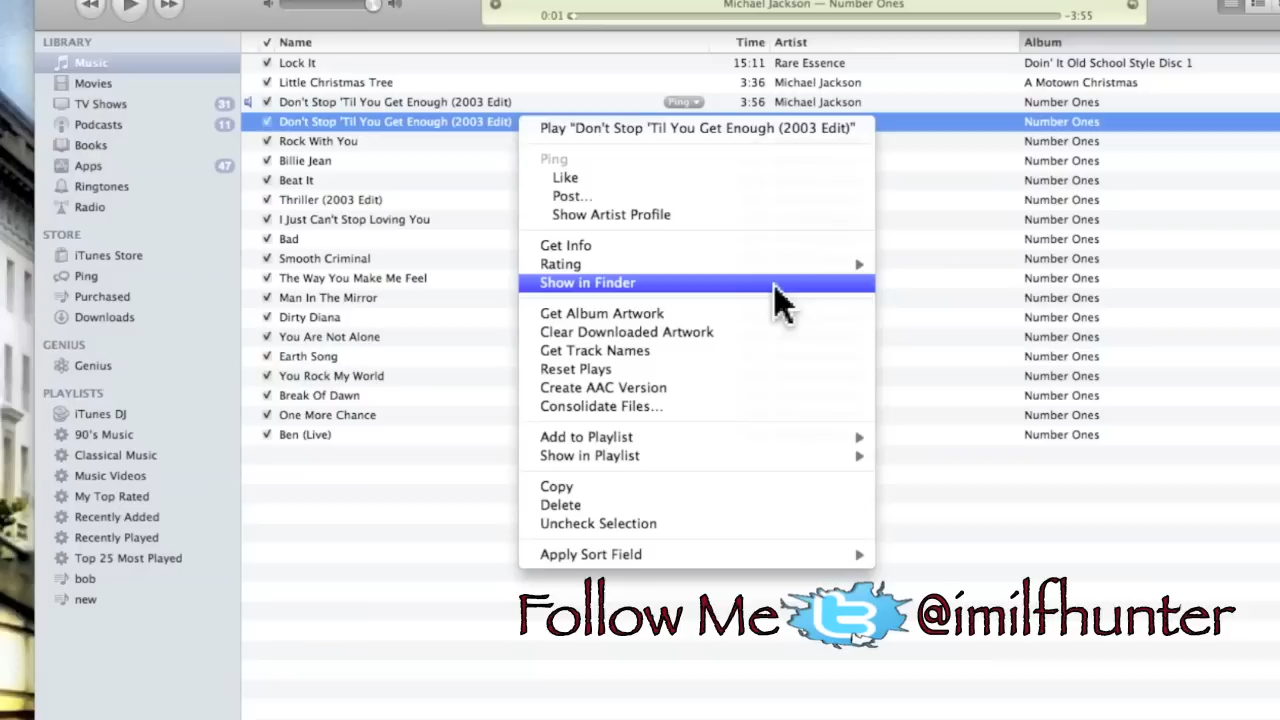 Michael Jackson — Number Ones
0:01 -3:55
LIBRARY ✓ Name Time Artist Album
Music Lock It 15:11 Rare Essence Doin' It Old School Style Disc 1
Movies Little Christmas Tree 3:36 Michael Jackson A Motown Christmas
TV Shows 31 Don't Stop 'Til You Get Enough (2003 Edit) Ping 3:56 Michael Jackson Number Ones
Podcasts 11 Don't Stop 'Til You Get Enough (2003 Edit) Number Ones
Books Rock With You Number Ones
Apps 47 Billie Jean Number Ones
Ringtones Beat It Number Ones
Radio Thriller (2003 Edit) Number Ones
I Just Can't Stop Loving You Number Ones
STORE Bad Number Ones
iTunes Store Smooth Criminal Number Ones
Ping The Way You Make Me Feel Number Ones
Purchased Man In The Mirror Number Ones
Downloads Dirty Diana Number Ones
GENIUS You Are Not Alone Number Ones
Genius Earth Song Number Ones
You Rock My World Number Ones
PLAYLISTS Break Of Dawn Number Ones
iTunes DJ One More Chance Number Ones
90's Music Ben (Live) Number Ones
Classical Music
Music Videos
My Top Rated
Recently Added
Recently Played
Top 25 Most Played
bob
new
Play "Don't Stop 'Til You Get Enough (2003 Edit)"
Ping
Like
Post...
Show Artist Profile
Get Info
Rating
Show in Finder
Get Album Artwork
Clear Downloaded Artwork
Get Track Names
Reset Plays
Create AAC Version
Consolidate Files...
Add to Playlist
Show in Playlist
Copy
Delete
Uncheck Selection
Apply Sort Field
Follow Me @imilfhunter